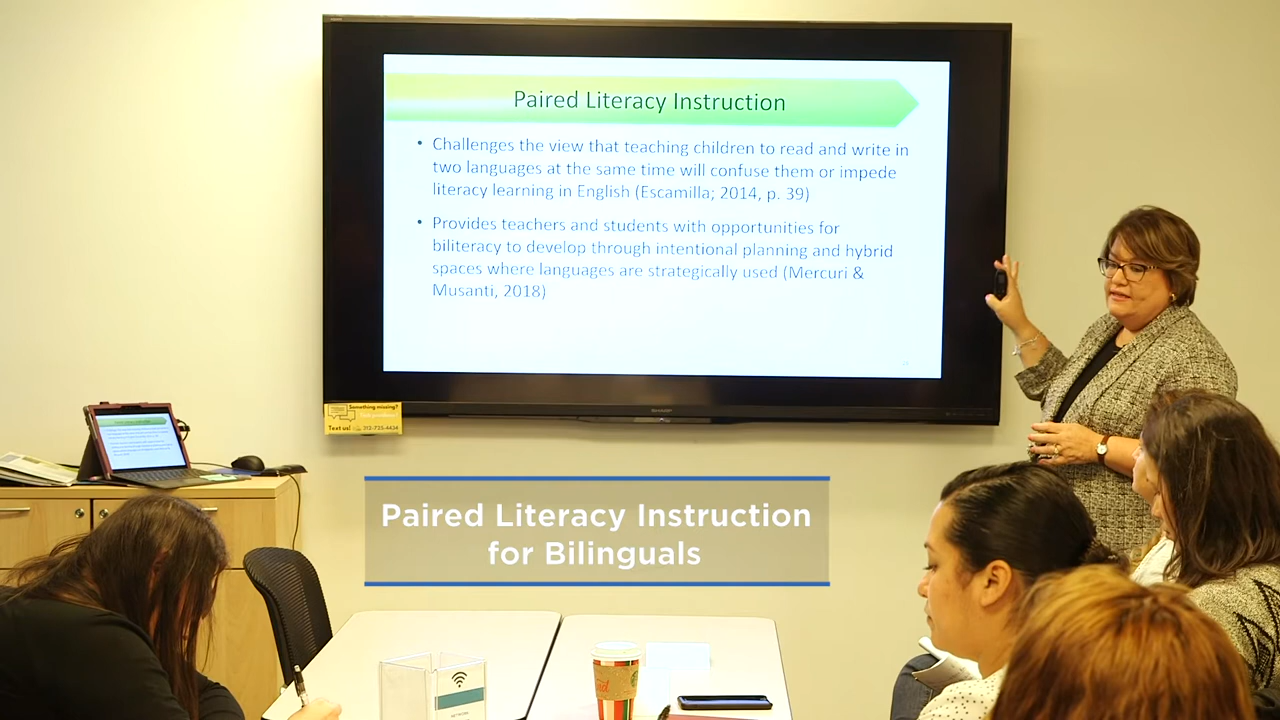 Paired Literacy Instruction
• Challenges the view that teaching children to read and write in
two languages at the same time will confuse them or impede
literacy learning in English (Escamilla; 2014, p. 39)
• Provides teachers and students with opportunities for
biliteracy to develop through intentional planning and hybrid
spaces where languages are strategically used (Mercuri &
Musanti, 2018)
SHARP
Something missing?
Text us!
Paired Literacy Instruction
for Bilinguals
NETWORK